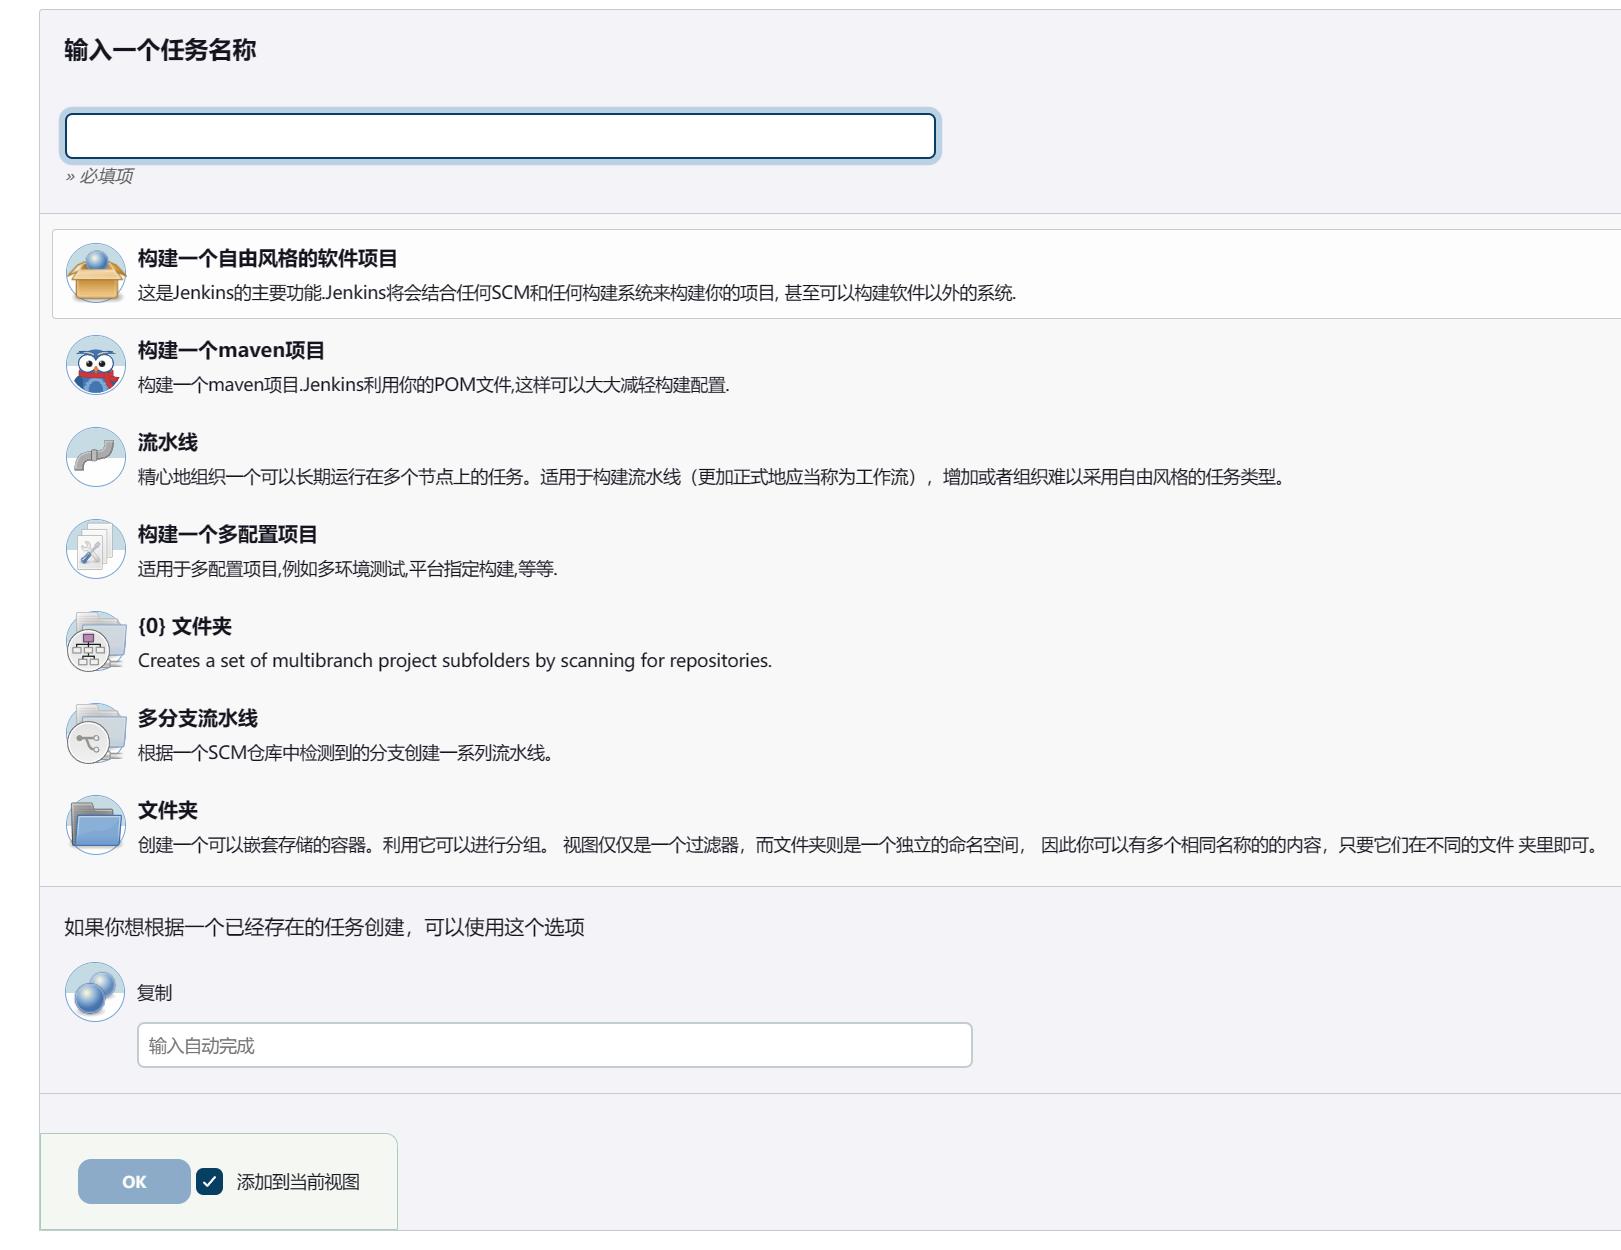 输入一个任务名称
» 必填项
构建一个自由风格的软件项目
这是Jenkins的主要功能.Jenkins将会结合任何SCM和任何构建系统来构建你的项目, 甚至可以构建软件以外的系统.
构建一个maven项目
构建一个maven项目.Jenkins利用你的POM文件,这样可以大大减轻构建配置.
流水线
精心地组织一个可以长期运行在多个节点上的任务。适用于构建流水线（更加正式地应当称为工作流），增加或者组织难以采用自由风格的任务类型。
构建一个多配置项目
适用于多配置项目,例如多环境测试,平台指定构建,等等.
{0} 文件夹
Creates a set of multibranch project subfolders by scanning for repositories.
多分支流水线
根据一个SCM仓库中检测到的分支创建一系列流水线。
文件夹
创建一个可以嵌套存储的容器。利用它可以进行分组。 视图仅仅是一个过滤器，而文件夹则是一个独立的命名空间， 因此你可以有多个相同名称的的内容，只要它们在不同的文件 夹里即可。
如果你想根据一个已经存在的任务创建，可以使用这个选项
复制
输入自动完成
OK 添加到当前视图